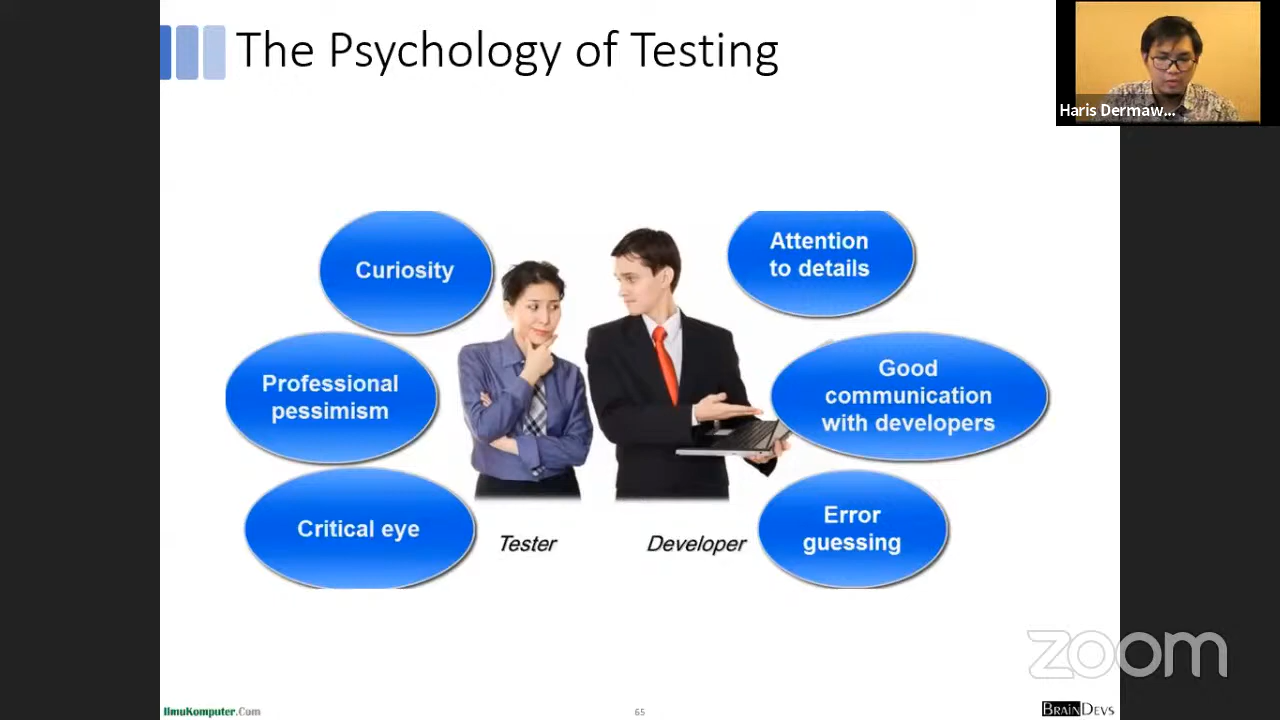 The Psychology of Testing
Haris Dermaw...
Curiosity
Attention
to details
Professional
pessimism
Good
communication
with developers
Critical eye
Error
guessing
Tester
Developer
zoom
IlmuKomputer.Com
65
BRAINDEVS